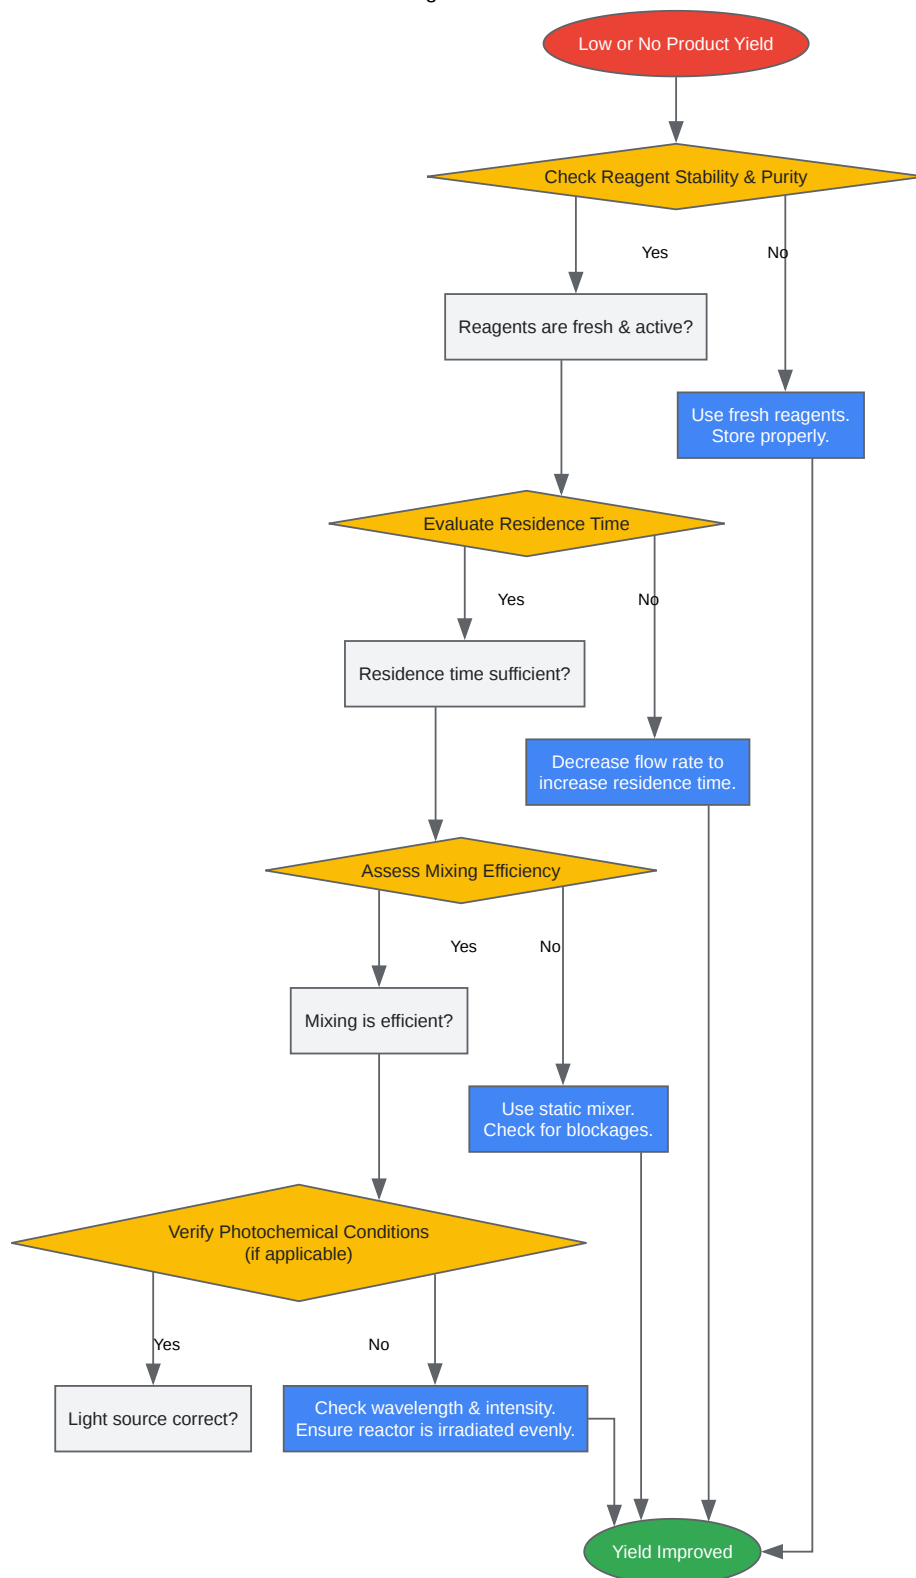 Low or No Product Yield
Check Reagent Stability & Purity
Yes
No
Reagents are fresh & active?
Use fresh reagents.
Store properly.
Evaluate Residence Time
Yes
No
Residence time sufficient?
Decrease flow rate to
increase residence time.
Assess Mixing Efficiency
Yes
No
Mixing is efficient?
Use static mixer.
Check for blockages.
Verify Photochemical Conditions
(if applicable)
Yes
No
Light source correct?
Check wavelength & intensity.
Ensure reactor is irradiated evenly.
Yield Improved